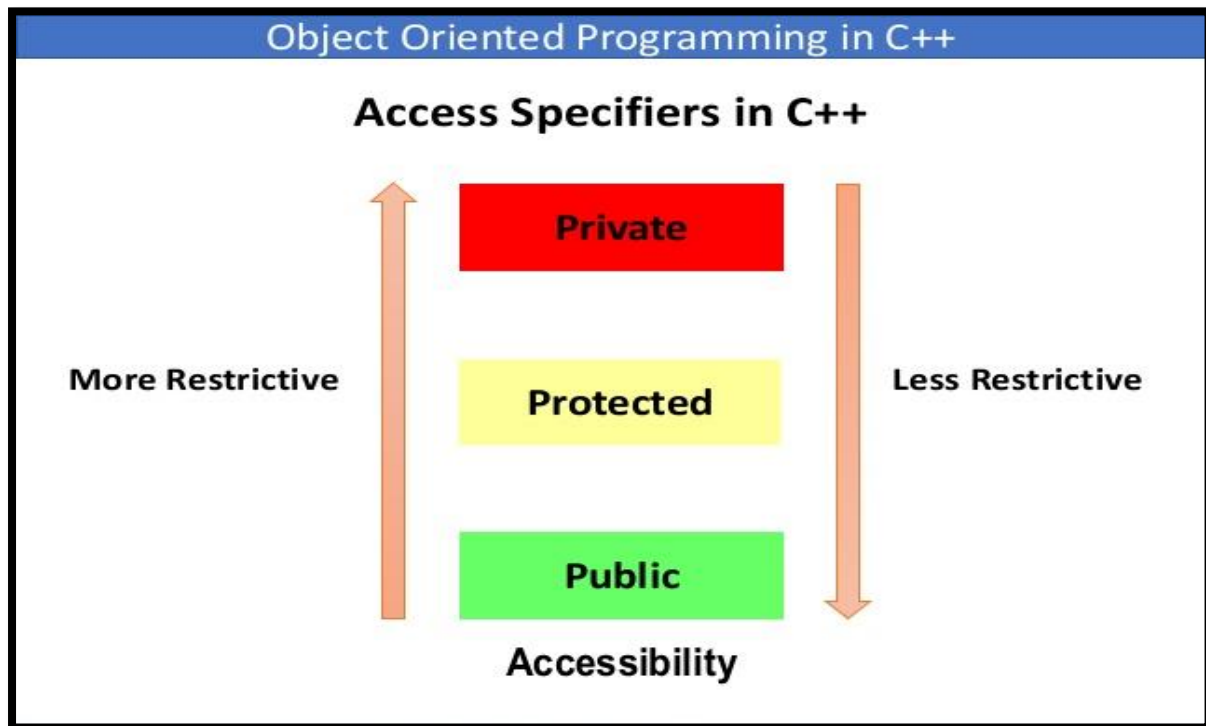 Object Oriented Programming in C++
Access Specifiers in C++
Private
More Restrictive
Less Restrictive
Protected
Public
Accessibility